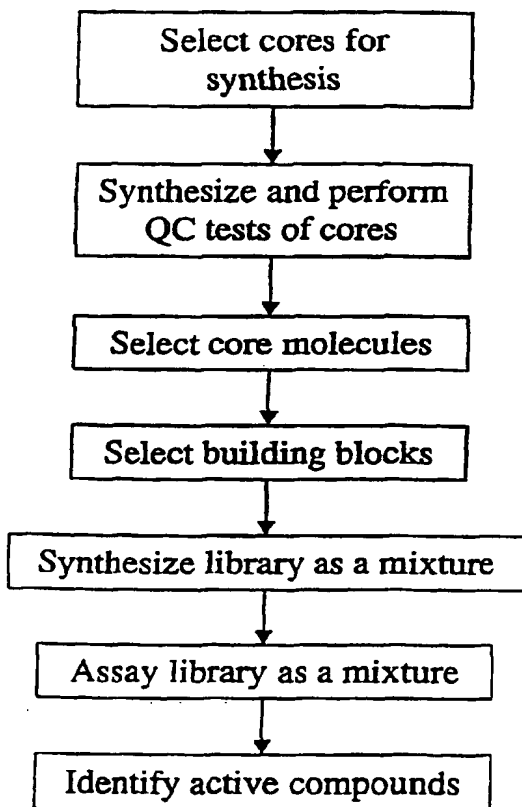 Select cores for
synthesis
Synthesize and perform
QC tests of cores
Select core molecules
Select building blocks
Synthesize library as a mixture
Assay library as a mixture
Identify active compounds